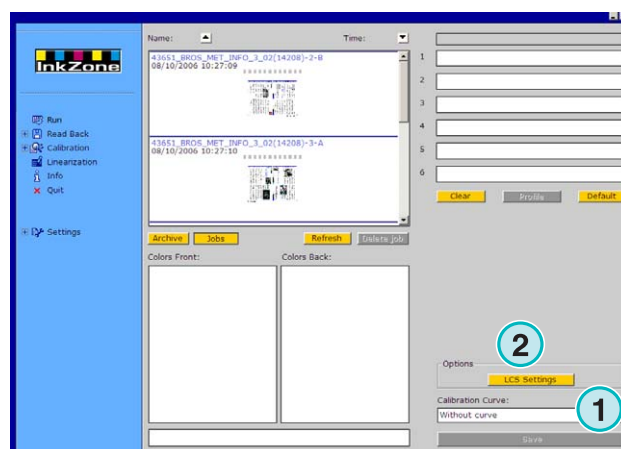 InkZone
Run
Read Back
Calibration
Linearization
Info
Quit
Settings
Name: Time:
43651_BROS_MET_INFO_3_02(14208)-2-B
08/10/2006 10:27:09
43651_BROS_MET_INFO_3_02(14208)-3-A
08/10/2006 10:27:10
Archive Jobs Refresh Delete job
Colors Front: Colors Back:
1
2
3
4
5
6
Clear Profile Default
2
Options
LCS Settings
Calibration Curve:
Without curve
1
Save